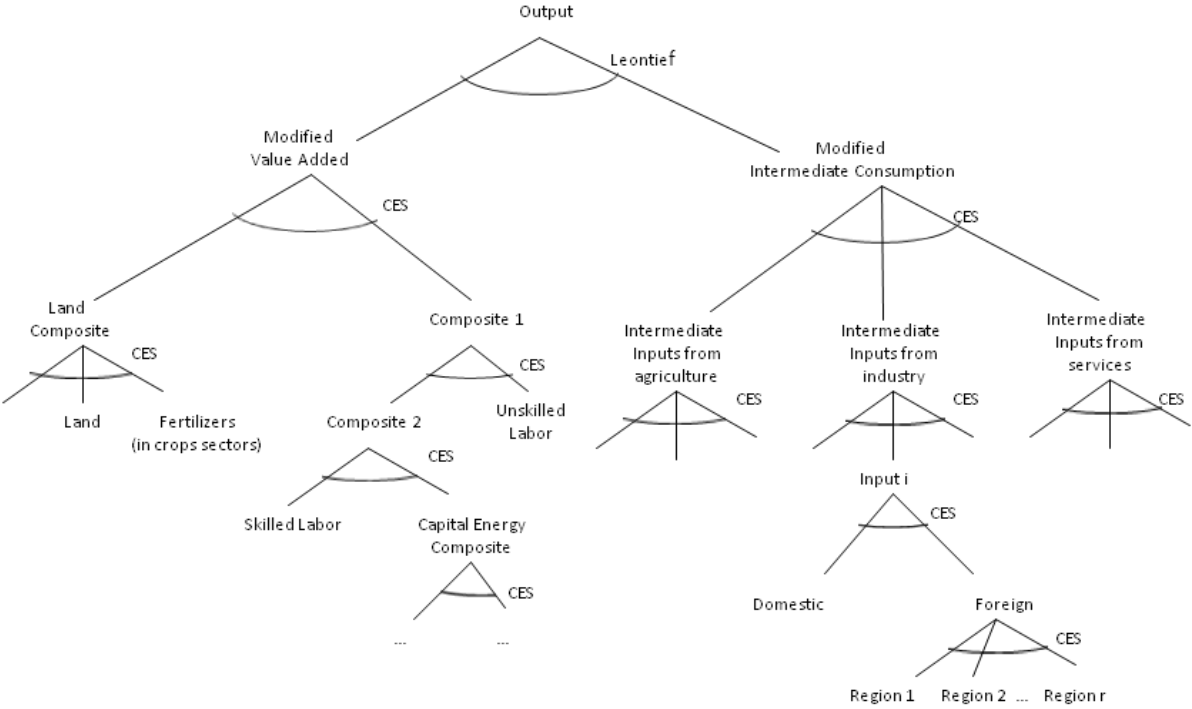 Output
Leontief
Modified
Value Added
Modified
Intermediate Consumption
CES
CES
Land
Composite
CES
Composite 1
CES
Intermediate
Inputs from
agriculture
CES
Intermediate
Inputs from
industry
CES
Intermediate
Inputs from
services
CES
Land
Fertilizers
(in crops sectors)
Composite 2
CES
Unskilled
Labor
Skilled Labor
Capital Energy
Composite
CES
...
...
Input i
CES
Domestic
Foreign
CES
Region 1
Region 2 ...
Region r